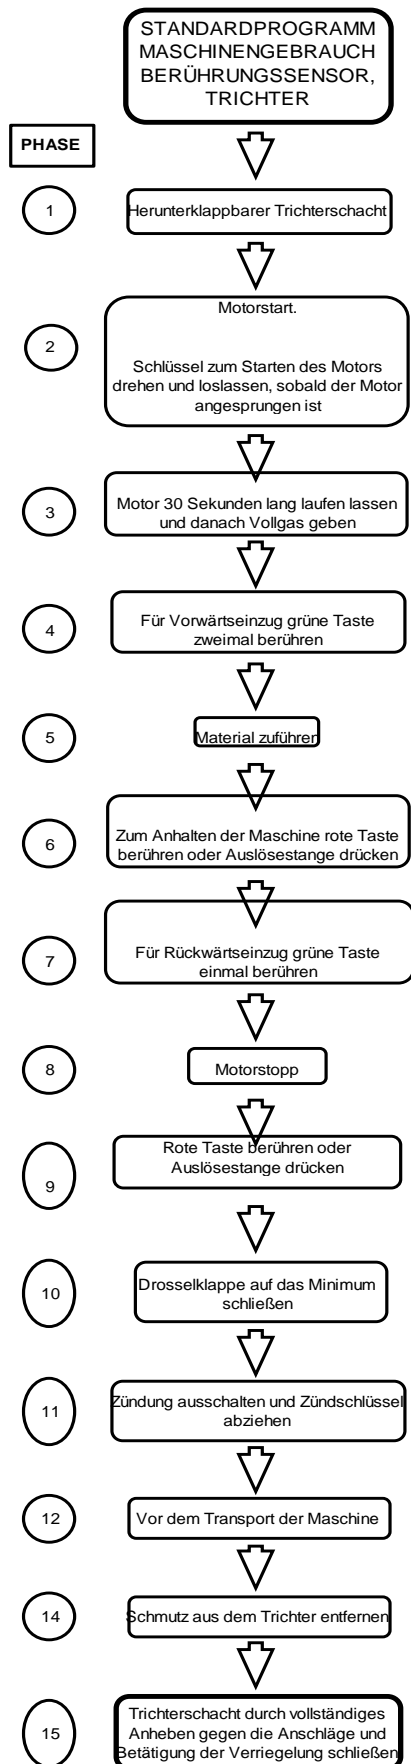 STANDARDPROGRAMM
MASCHINENGEBRAUCH
BERÜHRUNGSSENSOR,
TRICHTER
PHASE
1
Herunterklappbarer Trichterschacht
2
Motorstart.
Schlüssel zum Starten des Motors
drehen und loslassen, sobald der Motor
angesprungen ist
3
Motor 30 Sekunden lang laufen lassen
und danach Vollgas geben
4
Für Vorwärtseinzug grüne Taste
zweimal berühren
5
Material zuführen
6
Zum Anhalten der Maschine rote Taste
berühren oder Auslösestange drücken
7
Für Rückwärtseinzug grüne Taste
einmal berühren
8
Motorstopp
9
Rote Taste berühren oder
Auslösestange drücken
10
Drosselklappe auf das Minimum
schließen
11
Zündung ausschalten und Zündschlüssel
abziehen
12
Vor dem Transport der Maschine
14
Schmutz aus dem Trichter entfernen
15
Trichterschacht durch vollständiges
Anheben gegen die Anschläge und
Betätigung der Verriegelung schließen